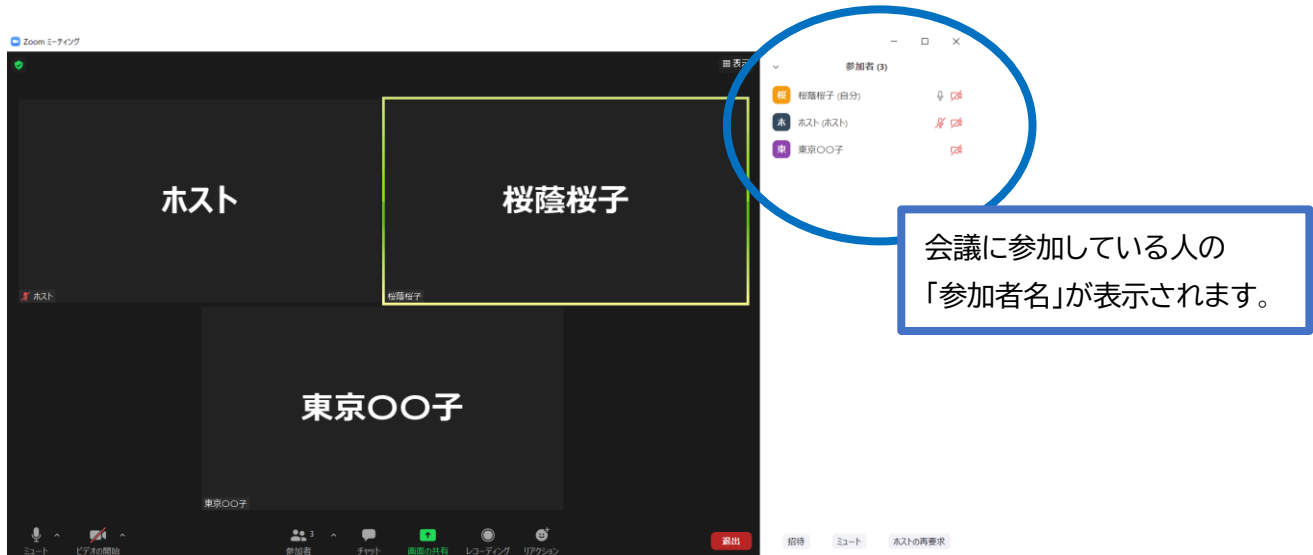 Zoom ミーティング
表示
ホスト
桜蔭桜子
ホスト
桜蔭桜子
東京〇〇子
東京〇〇子
ミュート
ビデオの開始
3
参加者
チャット
画面の共有
レコーディング
リアクション
退出
参加者 (3)
桜 桜蔭桜子 (自分)
ホ ホスト (ホスト)
東 東京〇〇子
会議に参加している人の
「参加者名」が表示されます。
招待
ミュート
ホストの再要求